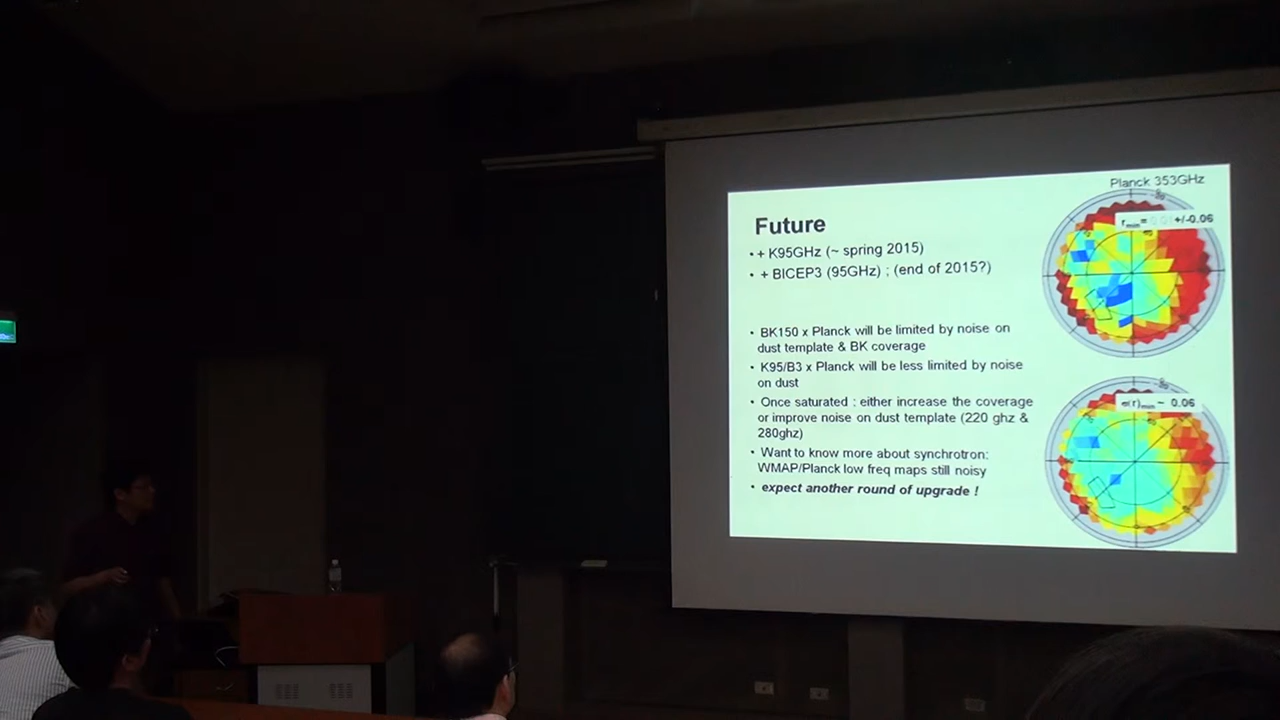 Planck 353GHz
Future
• + K95GHz (~ spring 2015)
• + BICEP3 (95GHz) ; (end of 2015?)
• BK150 x Planck will be limited by noise on
dust template & BK coverage
• K95/B3 x Planck will be less limited by noise
on dust
• Once saturated : either increase the coverage
or improve noise on dust template (220 ghz &
280ghz)
• Want to know more about synchrotron:
WMAP/Planck low freq maps still noisy
• expect another round of upgrade !
rmin= +/-0.06
σ(r)min ~ 0.06